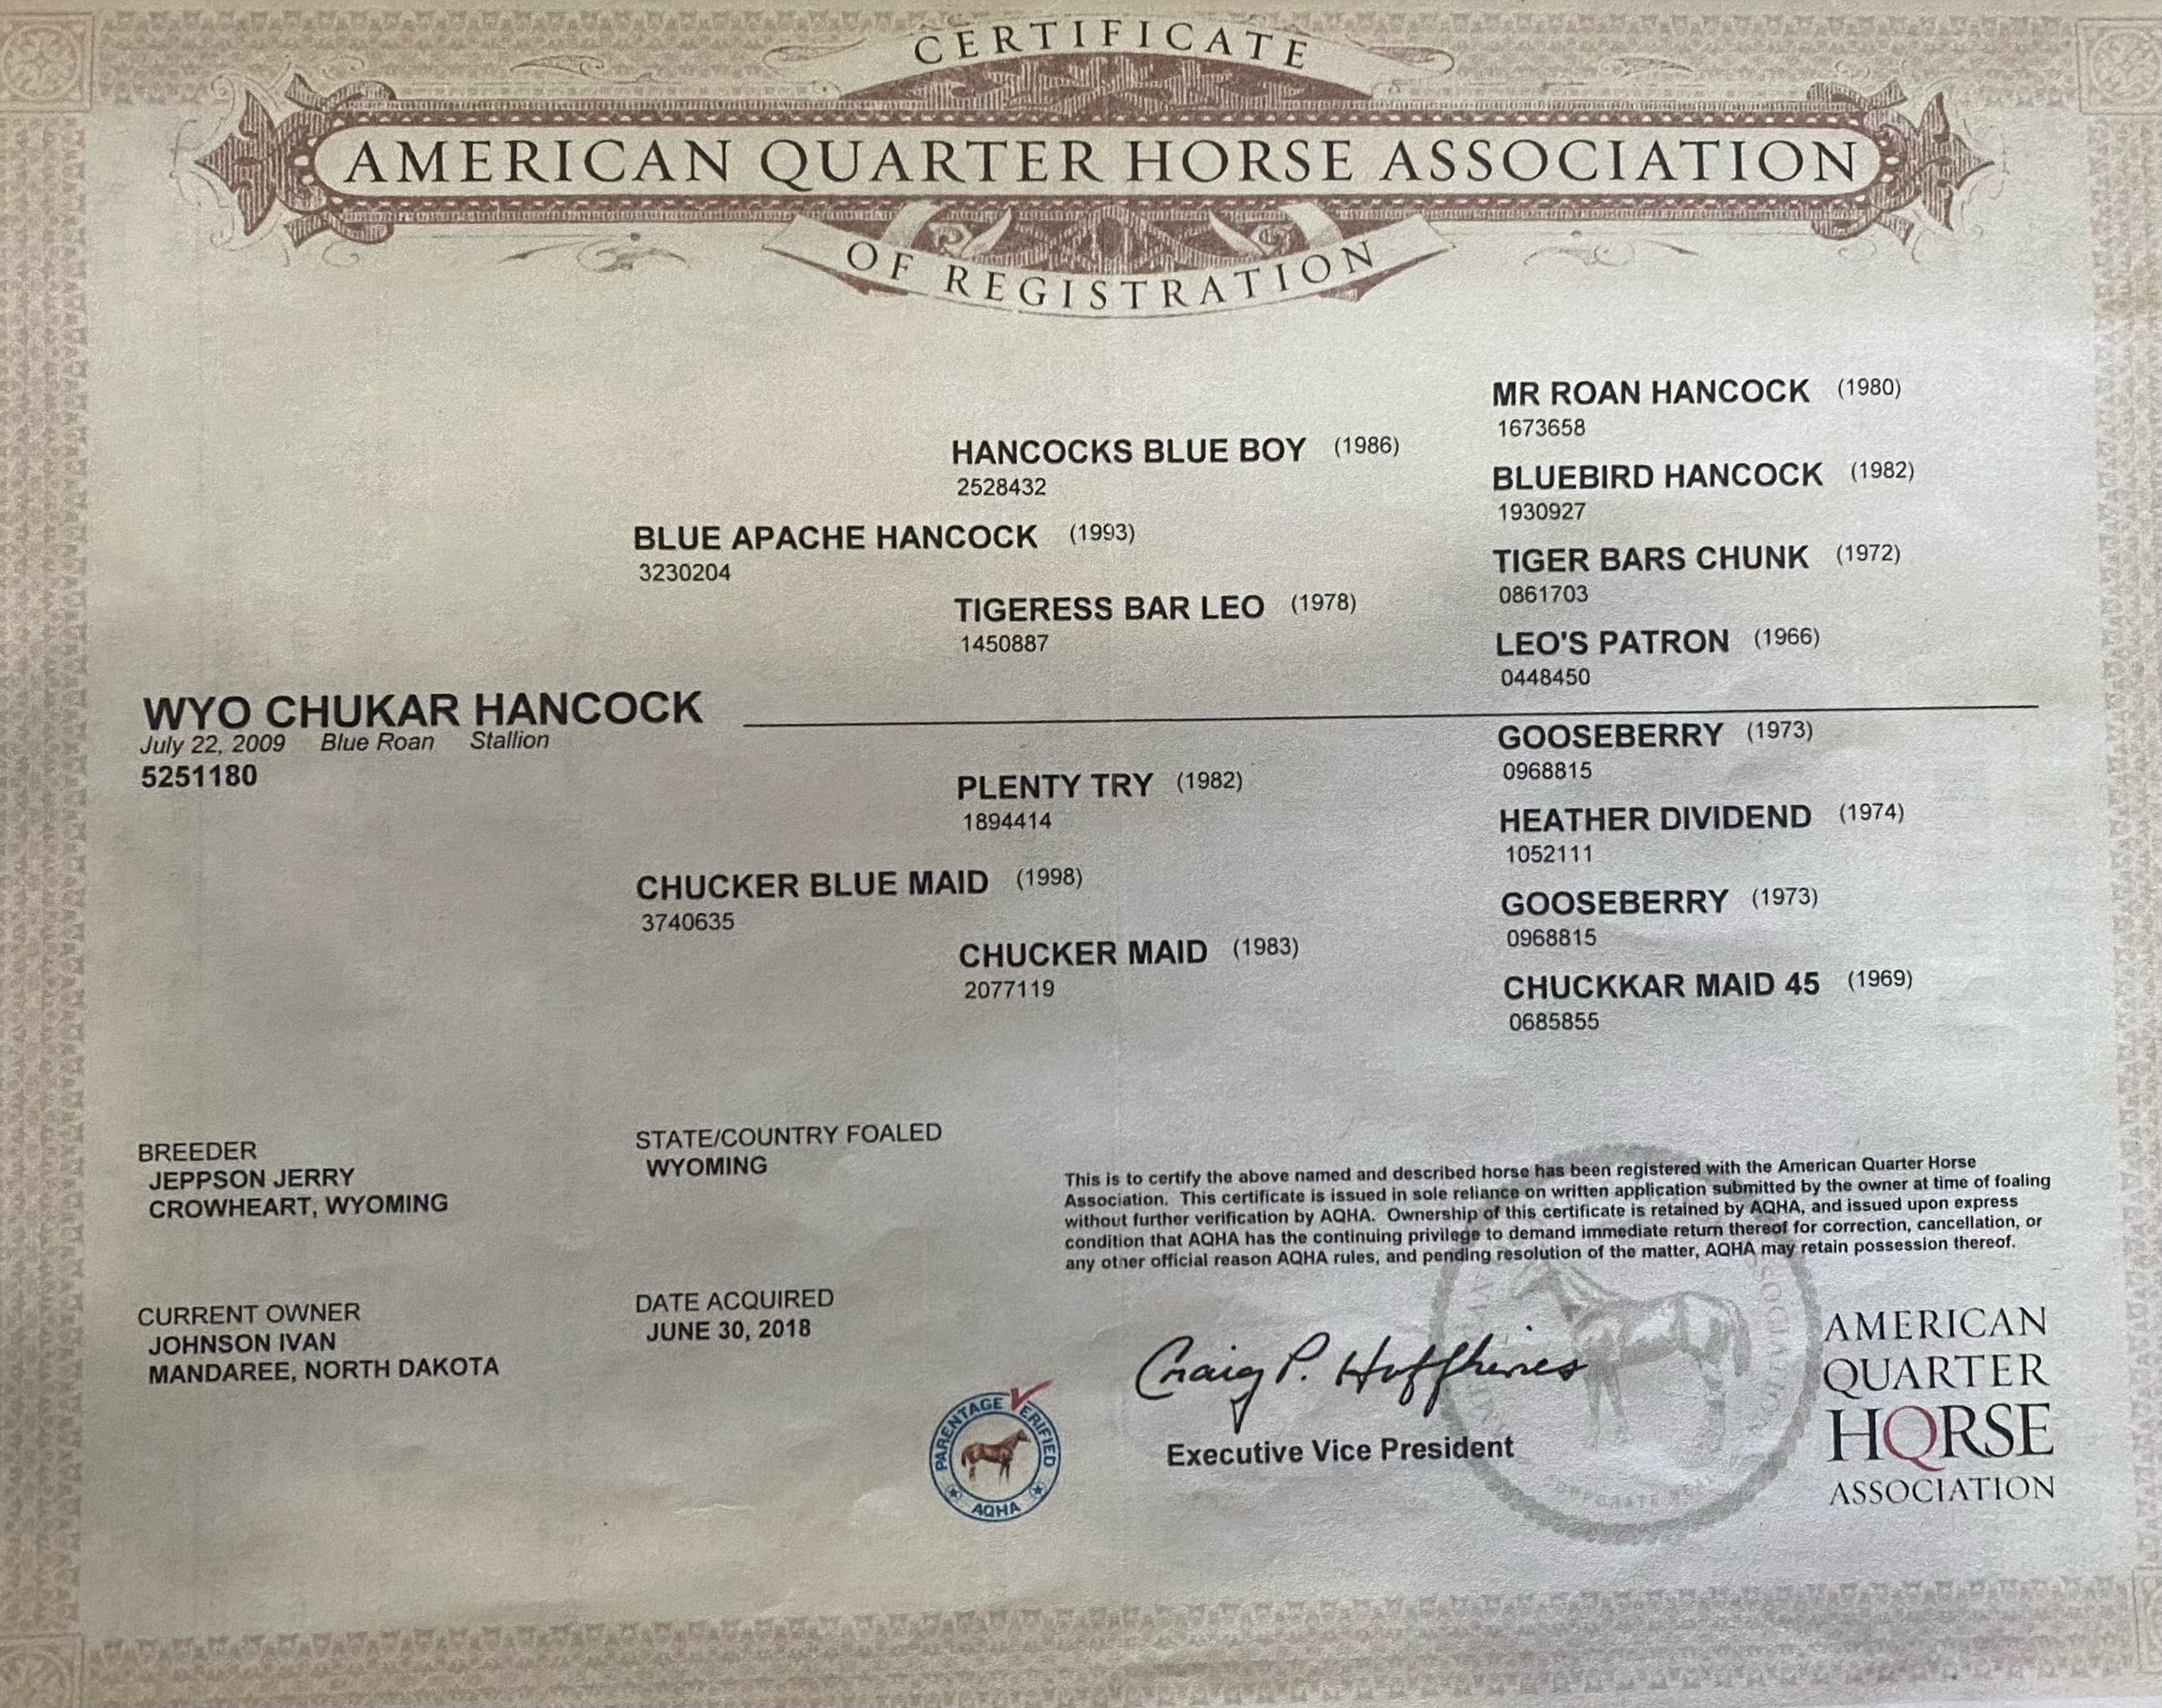 CERTIFICATE
AMERICAN QUARTER HORSE ASSOCIATION
OF REGISTRATION
MR ROAN HANCOCK (1980)
1673658
HANCOCKS BLUE BOY (1986)
2528432
BLUEBIRD HANCOCK (1982)
1930927
BLUE APACHE HANCOCK (1993)
3230204
TIGER BARS CHUNK (1972)
0861703
TIGERESS BAR LEO (1978)
1450887
LEO'S PATRON (1966)
0448450
WYO CHUKAR HANCOCK
July 22, 2009 Blue Roan Stallion
5251180
GOOSEBERRY (1973)
0968815
PLENTY TRY (1982)
1894414
HEATHER DIVIDEND (1974)
1052111
CHUCKER BLUE MAID (1998)
3740635
GOOSEBERRY (1973)
0968815
CHUCKER MAID (1983)
2077119
CHUCKKAR MAID 45 (1969)
0685855
BREEDER
JEPPSON JERRY
CROWHEART, WYOMING
STATE/COUNTRY FOALED
WYOMING
This is to certify the above named and described horse has been registered with the American Quarter Horse
Association. This certificate is issued in sole reliance on written application submitted by the owner at time of foaling
without further verification by AQHA. Ownership of this certificate is retained by AQHA, and issued upon express
condition that AQHA has the continuing privilege to demand immediate return thereof for correction, cancellation, or
any other official reason AQHA rules, and pending resolution of the matter, AQHA may retain possession thereof.
CURRENT OWNER
JOHNSON IVAN
MANDAREE, NORTH DAKOTA
DATE ACQUIRED
JUNE 30, 2018
PARENTAGE VERIFIED
AQHA
Craig P. Huffhines
Executive Vice President
AMERICAN
QUARTER
HORSE
ASSOCIATION